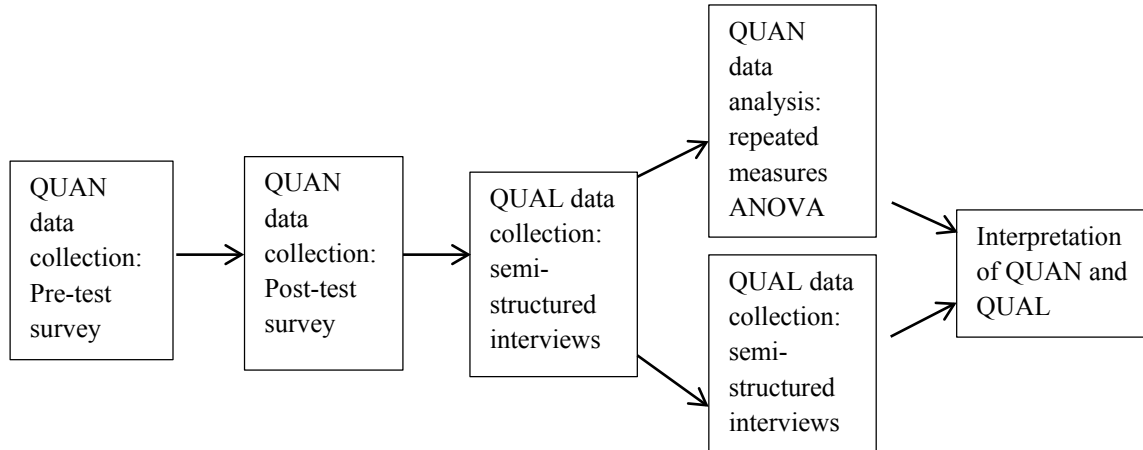 QUAN
data
collection:
Pre-test
survey
QUAN
data
collection:
Post-test
survey
QUAL data
collection:
semi-
structured
interviews
QUAN
data
analysis:
repeated
measures
ANOVA
QUAL data
collection:
semi-
structured
interviews
Interpretation
of QUAN and
QUAL